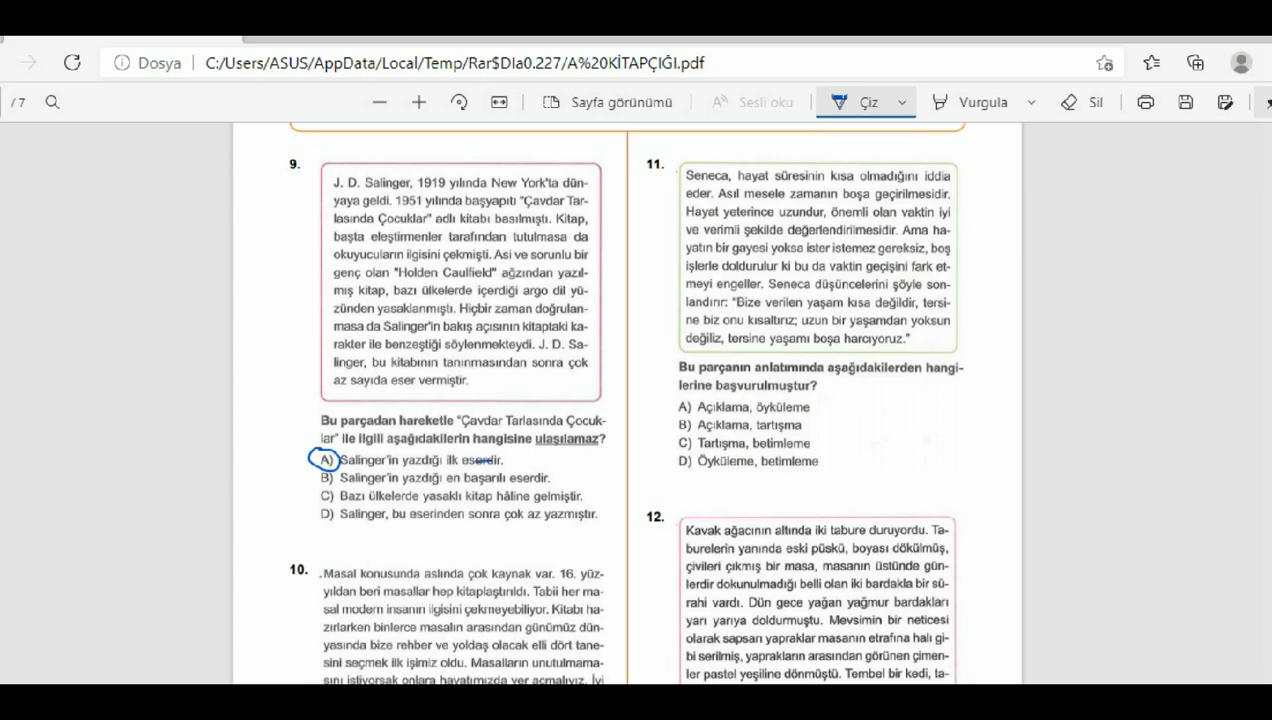 Dosya
C:/Users/ASUS/AppData/Local/Temp/Rar$DIa0.227/A%20KİTAPÇIĞI.pdf
/ 7
Sayfa görünümü
Sesli oku
Çiz
Vurgula
Sil
9.
J. D. Salinger, 1919 yılında New York'ta dün-
yaya geldi. 1951 yılında başyapıtı "Çavdar Tar-
lasında Çocuklar" adlı kitabı basılmıştı. Kitap,
başta eleştirmenler tarafından tutulmasa da
okuyucuların ilgisini çekmişti. Asi ve sorunlu bir
genç olan "Holden Caulfield" ağzından yazıl-
mış kitap, bazı ülkelerde içerdiği argo dil yü-
zünden yasaklanmıştı. Hiçbir zaman doğrulan-
masa da Salinger'in bakış açısının kitaptaki ka-
rakter ile benzeştiği söylenmekteydi. J. D. Sa-
linger, bu kitabının tanınmasından sonra çok
az sayıda eser vermiştir.
Bu parçadan hareketle "Çavdar Tarlasında Çocuk-
lar" ile ilgili aşağıdakilerin hangisine ulaşılamaz?
A) Salinger'in yazdığı ilk eserdir.
B) Salinger'in yazdığı en başarılı eserdir.
C) Bazı ülkelerde yasaklı kitap hâline gelmiştir.
D) Salinger, bu eserinden sonra çok az yazmıştır.
10.
Masal konusunda aslında çok kaynak var. 16. yüz-
yıldan beri masallar hep kitaplaştırıldı. Tabii her ma-
sal modern insanın ilgisini çekmeyebiliyor. Kitabı ha-
zırlarken binlerce masalın arasından günümüz dün-
yasında bize rehber ve yoldaş olacak elli dört tane-
sini seçmek ilk işimiz oldu. Masalların unutulmama-
sını istiyorsak onlara hayatımızda yer açmalıyız. İyi
11.
Seneca, hayat süresinin kısa olmadığını iddia
eder. Asıl mesele zamanın boşa geçirilmesidir.
Hayat yeterince uzundur, önemli olan vaktin iyi
ve verimli şekilde değerlendirilmesidir. Ama ha-
yatın bir gayesi yoksa ister istemez gereksiz, boş
işlerle doldurulur ki bu da vaktin geçişini fark et-
meyi engeller. Seneca düşüncelerini şöyle son-
landırır: "Bize verilen yaşam kısa değildir, tersi-
ne biz onu kısaltırız; uzun bir yaşamdan yoksun
değiliz, tersine yaşamı boşa harcıyoruz."
Bu parçanın anlatımında aşağıdakilerden hangi-
lerine başvurulmuştur?
A) Açıklama, öyküleme
B) Açıklama, tartışma
C) Tartışma, betimleme
D) Öyküleme, betimleme
12.
Kavak ağacının altında iki tabure duruyordu. Ta-
burelerin yanında eski püskü, boyası dökülmüş,
çivileri çıkmış bir masa, masanın üstünde gün-
lerdir dokunulmadığı belli olan iki bardakla bir sü-
rahi vardı. Dün gece yağan yağmur bardakları
yarı yarıya doldurmuştu. Mevsimin bir neticesi
olarak sapsarı yapraklar masanın etrafına halı gi-
bi serilmiş, yaprakların arasından görünen çimen-
ler pastel yeşiline dönmüştü. Tembel bir kedi, ta-